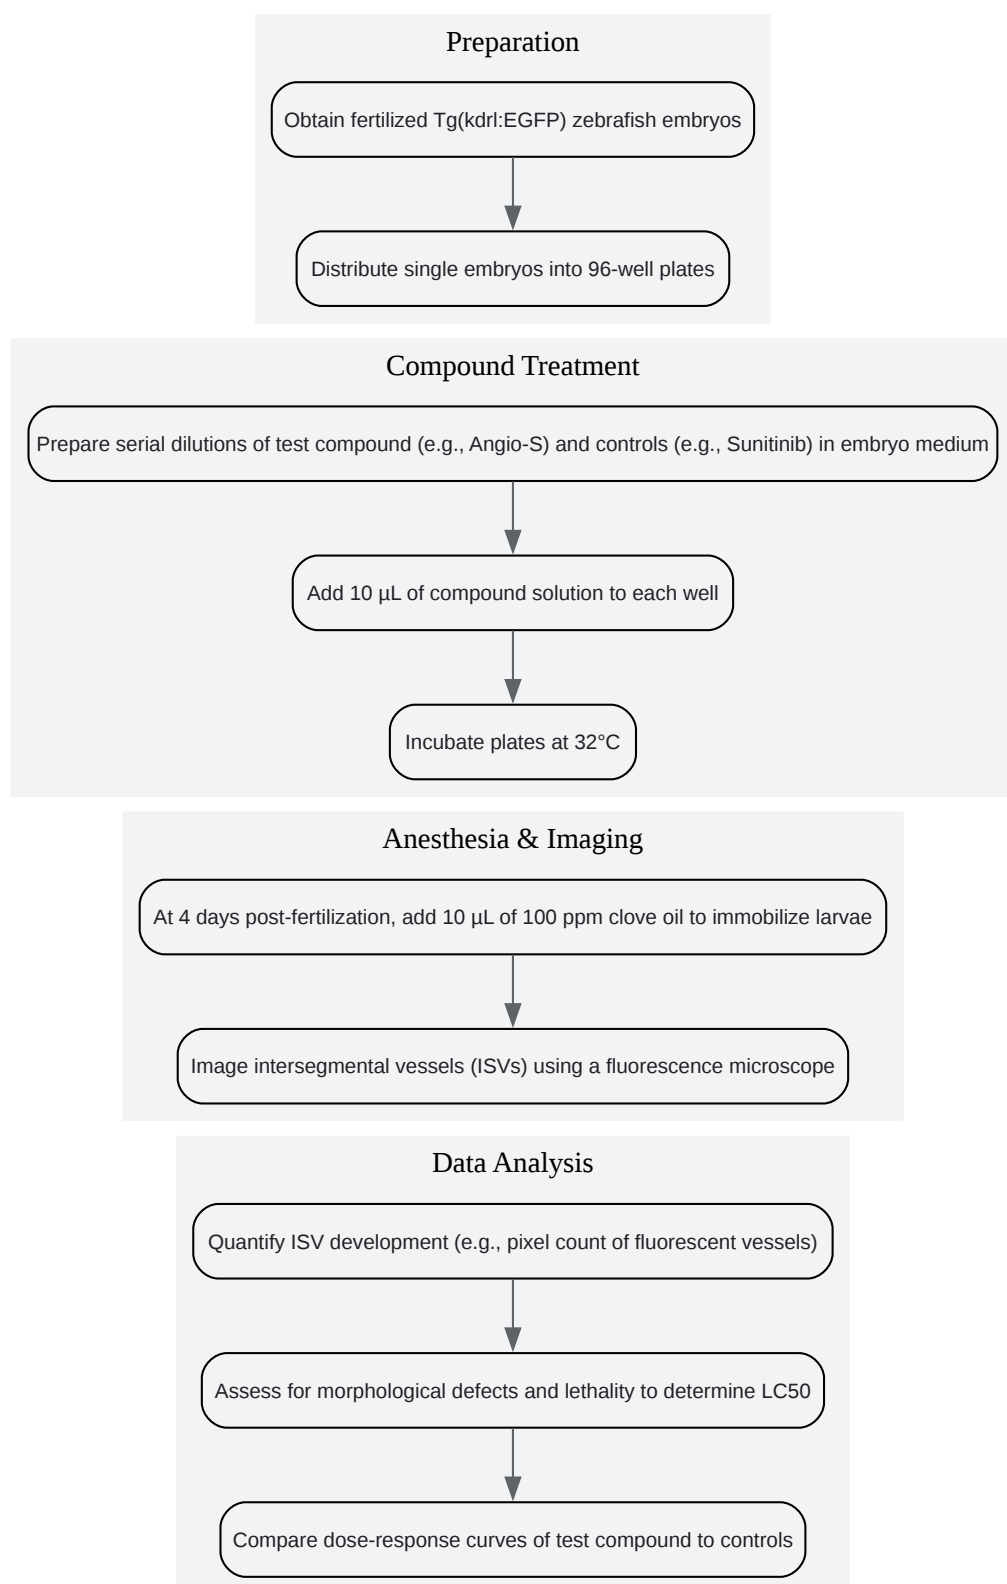 Preparation
Obtain fertilized Tg(kdrl:EGFP) zebrafish embryos
Distribute single embryos into 96-well plates
Compound Treatment
Prepare serial dilutions of test compound (e.g., Angio-S) and controls (e.g., Sunitinib) in embryo medium
Add 10 µL of compound solution to each well
Incubate plates at 32°C
Anesthesia & Imaging
At 4 days post-fertilization, add 10 µL of 100 ppm clove oil to immobilize larvae
Image intersegmental vessels (ISVs) using a fluorescence microscope
Data Analysis
Quantify ISV development (e.g., pixel count of fluorescent vessels)
Assess for morphological defects and lethality to determine LC50
Compare dose-response curves of test compound to controls